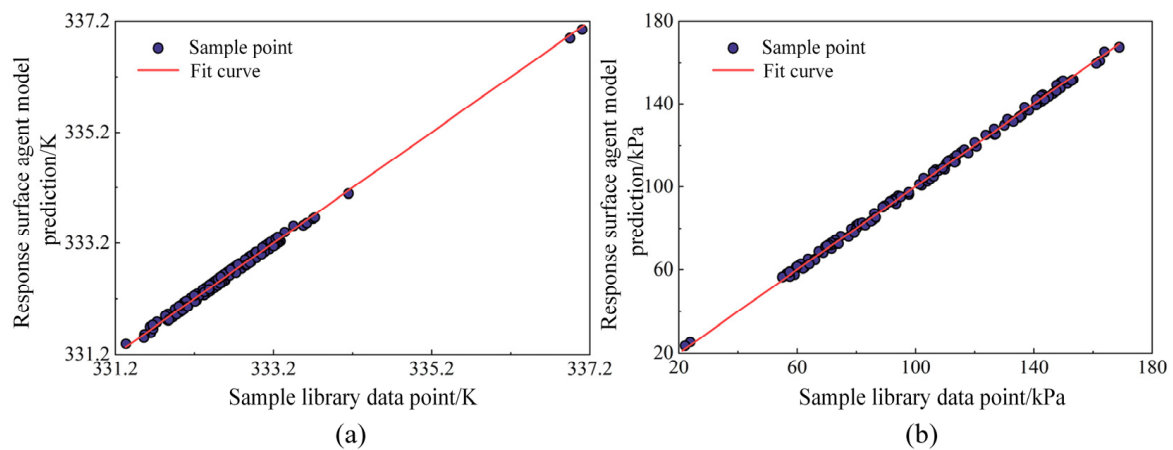 337.2
335.2
333.2
331.2
Response surface agent model
prediction/K
Sample point
Fit curve
331.2 333.2 335.2 337.2
Sample library data point/K
(a)
180
140
100
60
20
Response surface agent model
prediction/kPa
Sample point
Fit curve
20 60 100 140 180
Sample library data point/kPa
(b)